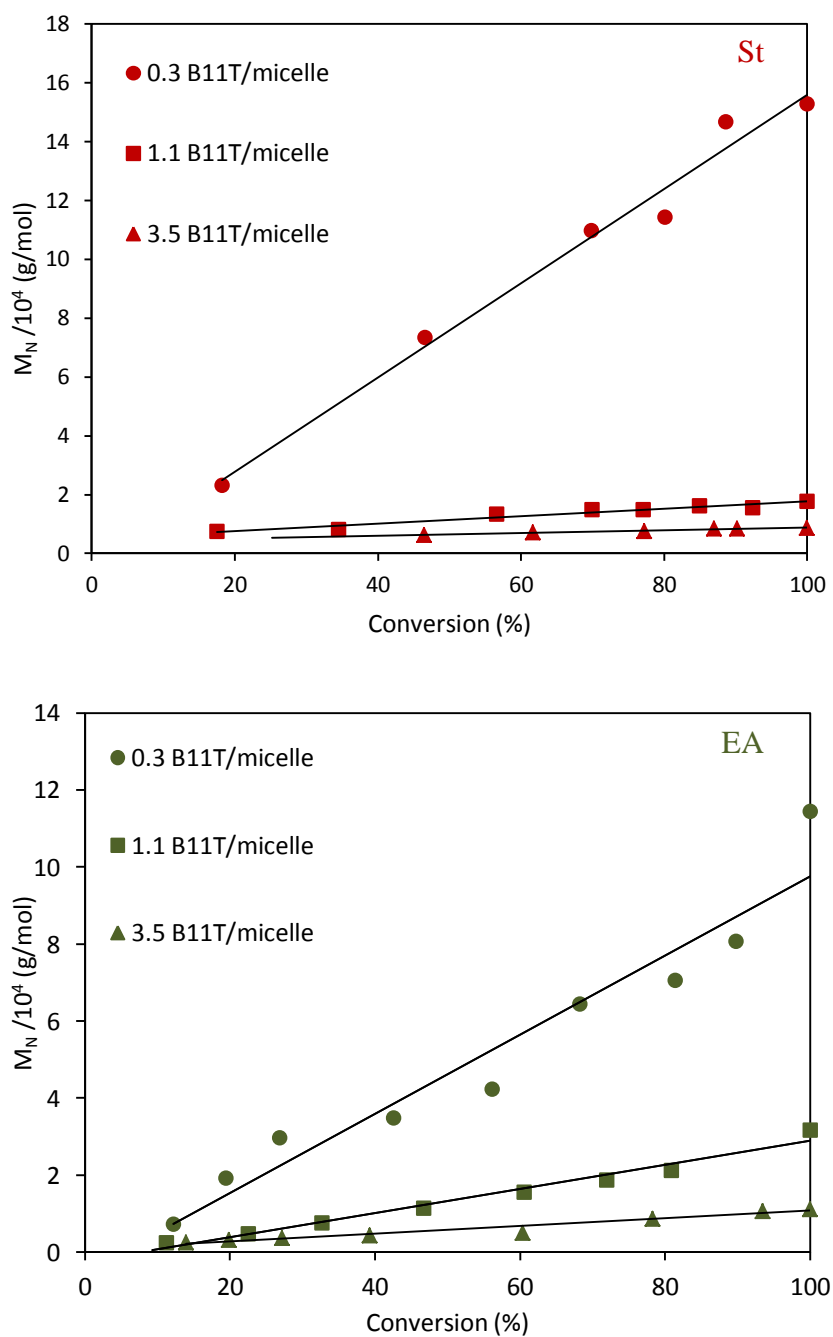 18
16
14
12
10
8
6
4
2
0
M_N /10⁴ (g/mol)
St
0.3 B11T/micelle
1.1 B11T/micelle
3.5 B11T/micelle
0 20 40 60 80 100
Conversion (%)
14
12
10
8
6
4
2
0
M_N /10⁴ (g/mol)
EA
0.3 B11T/micelle
1.1 B11T/micelle
3.5 B11T/micelle
0 20 40 60 80 100
Conversion (%)